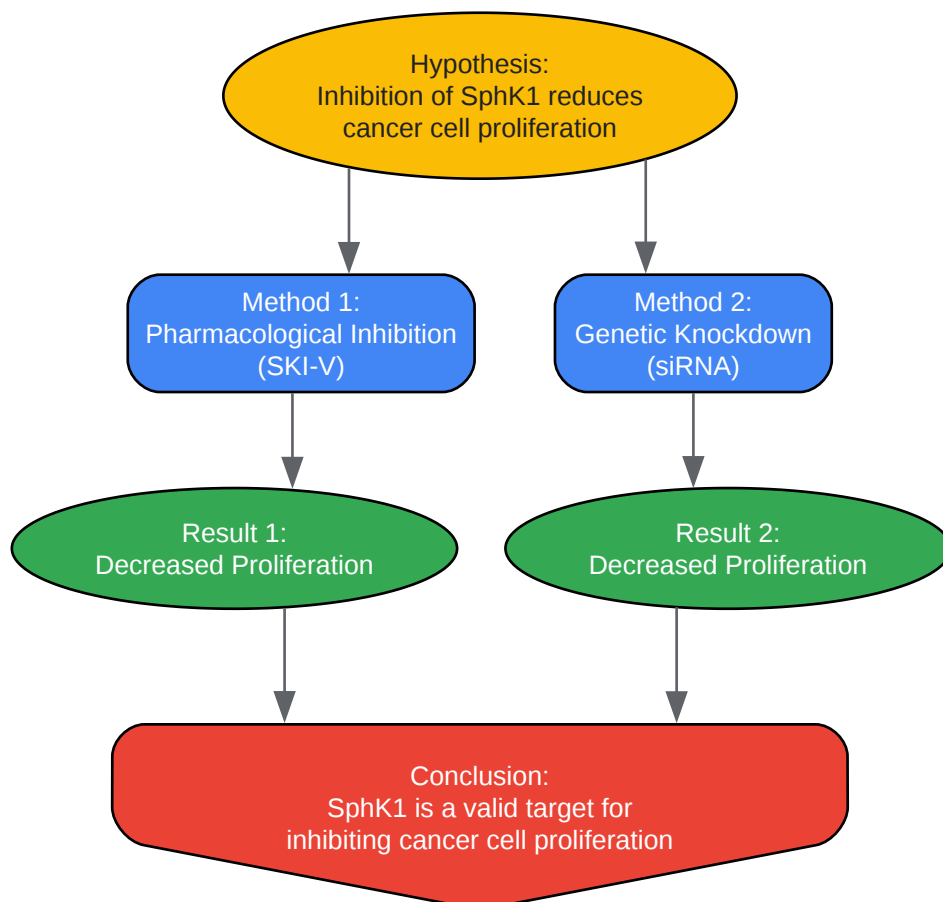 Hypothesis:
Inhibition of SphK1 reduces
cancer cell proliferation
Method 1:
Pharmacological Inhibition
(SKI-V)
Method 2:
Genetic Knockdown
(siRNA)
Result 1:
Decreased Proliferation
Result 2:
Decreased Proliferation
Conclusion:
SphK1 is a valid target for
inhibiting cancer cell proliferation